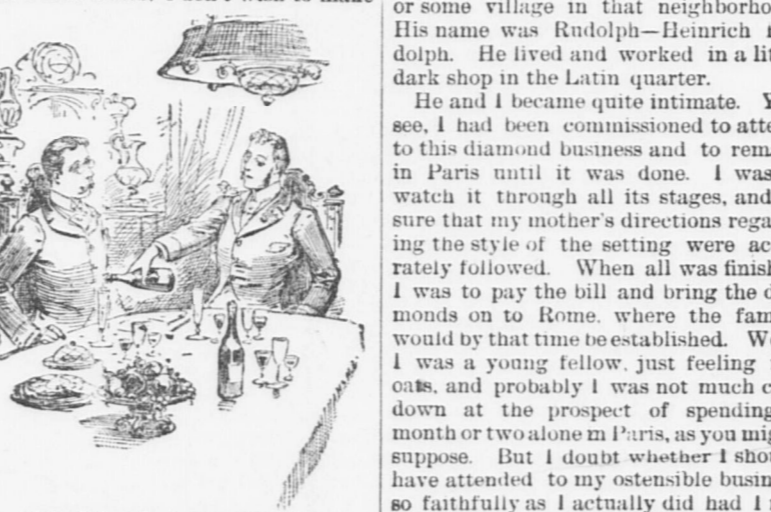 or some village in that neighborho
His name was Rudolph—Heinrich
dolph. He lived and worked in a lit
dark shop in the Latin quarter.
He and I became quite intimate. Y
see, I had been commissioned to atte
to this diamond business and to rem
in Paris until it was done. I was
watch it through all its stages, and
sure that my mother's directions rega
ing the style of the setting were ac
rately followed. When all was finish
I was to pay the bill and bring the d
monds on to Rome. where the fam
would by that time be established. We
I was a young fellow, just feeling
oats, and probably I was not much c
down at the prospect of spending
month or two alone in Paris, as you mig
suppose. But I doubt whether I shou
have attended to my ostensible busin
so faithfully as I actually did had I